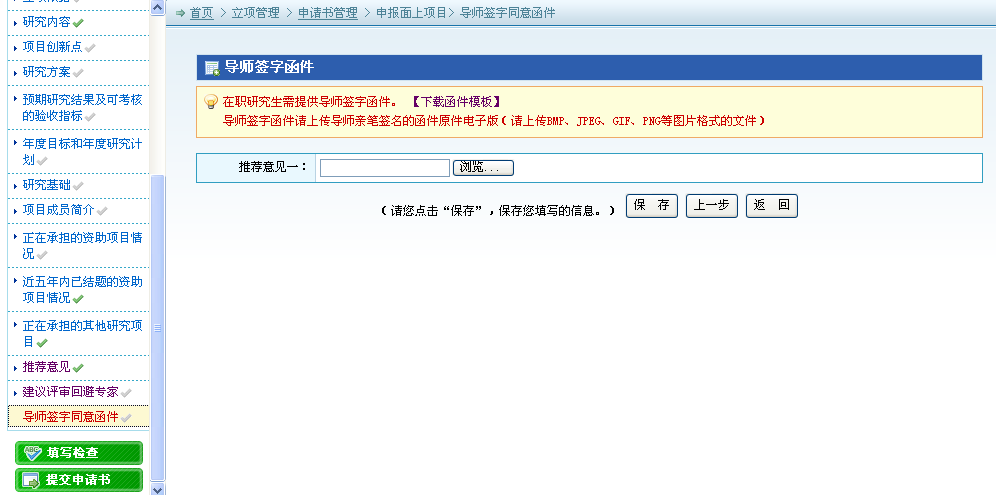 研究内容
项目创新点
研究方案
预期研究结果及可考核
的验收指标
年度目标和年度研究计
划
研究基础
项目成员简介
正在承担的资助项目情
况
近五年内已结题的资助
项目情况
正在承担的其他研究项
目
推荐意见
建议评审回避专家
导师签字同意函件
填写检查
提交申请书
首页 > 立项管理 > 申请书管理 > 申报面上项目> 导师签字同意函件
导师签字函件
在职研究生需提供导师签字函件。 【下载函件模板】
导师签字函件请上传导师亲笔签名的函件原件电子版(请上传BMP、JPEG、GIF、PNG等图片格式的文件)
推荐意见一: 浏览...
(请您点击“保存”,保存您填写的信息。) 保 存 上一步 返 回